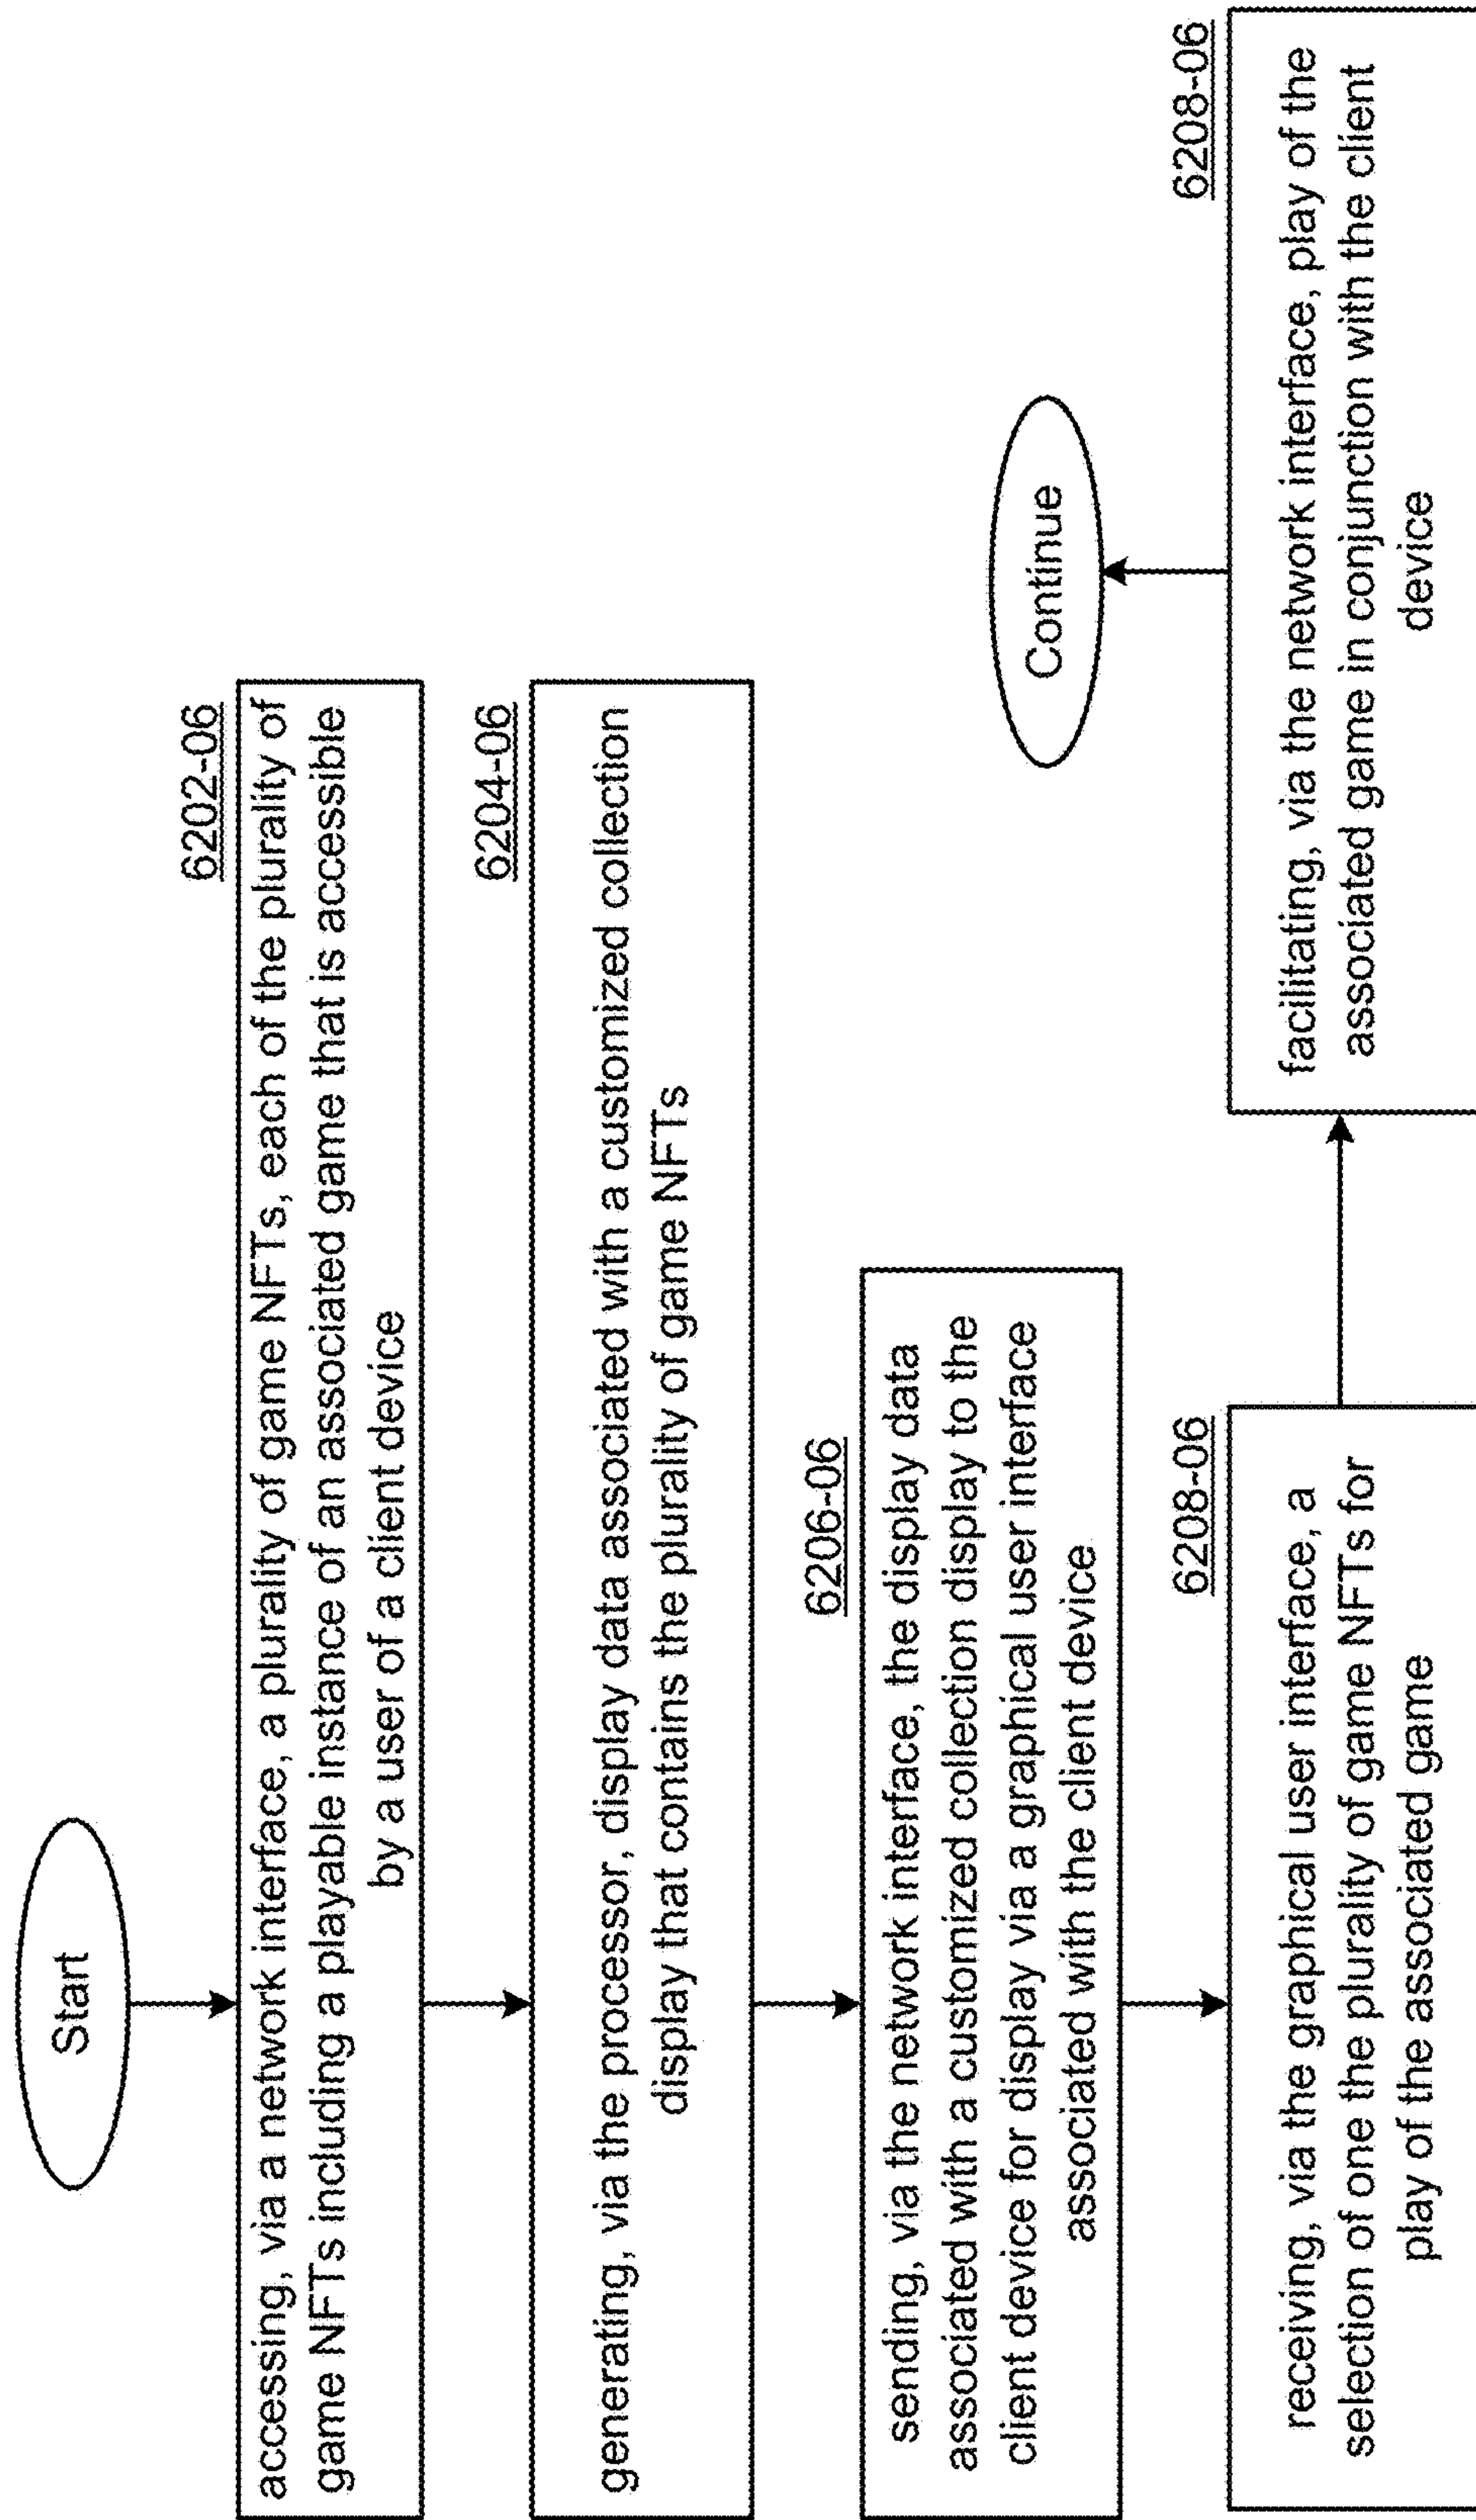 Start
6202-06
accessing, via a network interface, a plurality of game NFTs, each of the plurality of
game NFTs including a playable instance of an associated game that is accessible
by a user of a client device
6204-06
generating, via the processor, display data associated with a customized collection
display that contains the plurality of game NFTs
6206-06
sending, via the network interface, the display data
associated with a customized collection display to the
client device for display via a graphical user interface
associated with the client device
6208-06
receiving, via the graphical user interface, a
selection of one the plurality of game NFTs for
play of the associated game
6208-06
facilitating, via the network interface, play of the
associated game in conjunction with the client
device
Continue